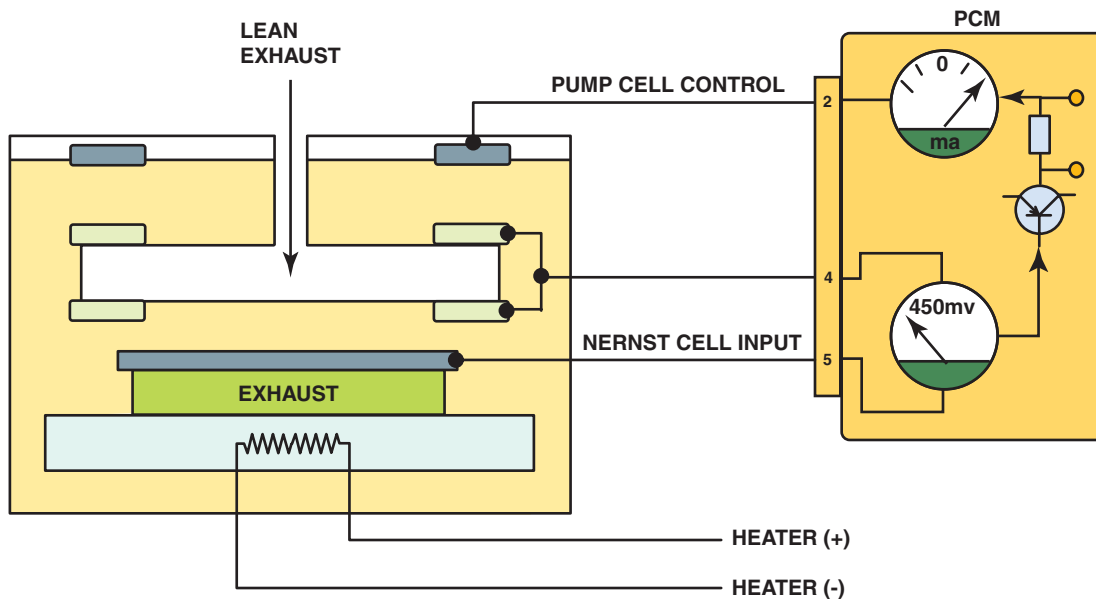 LEAN
EXHAUST
PCM
PUMP CELL CONTROL
2
0
ma
4
450mv
NERNST CELL INPUT
5
EXHAUST
HEATER (+)
HEATER (-)